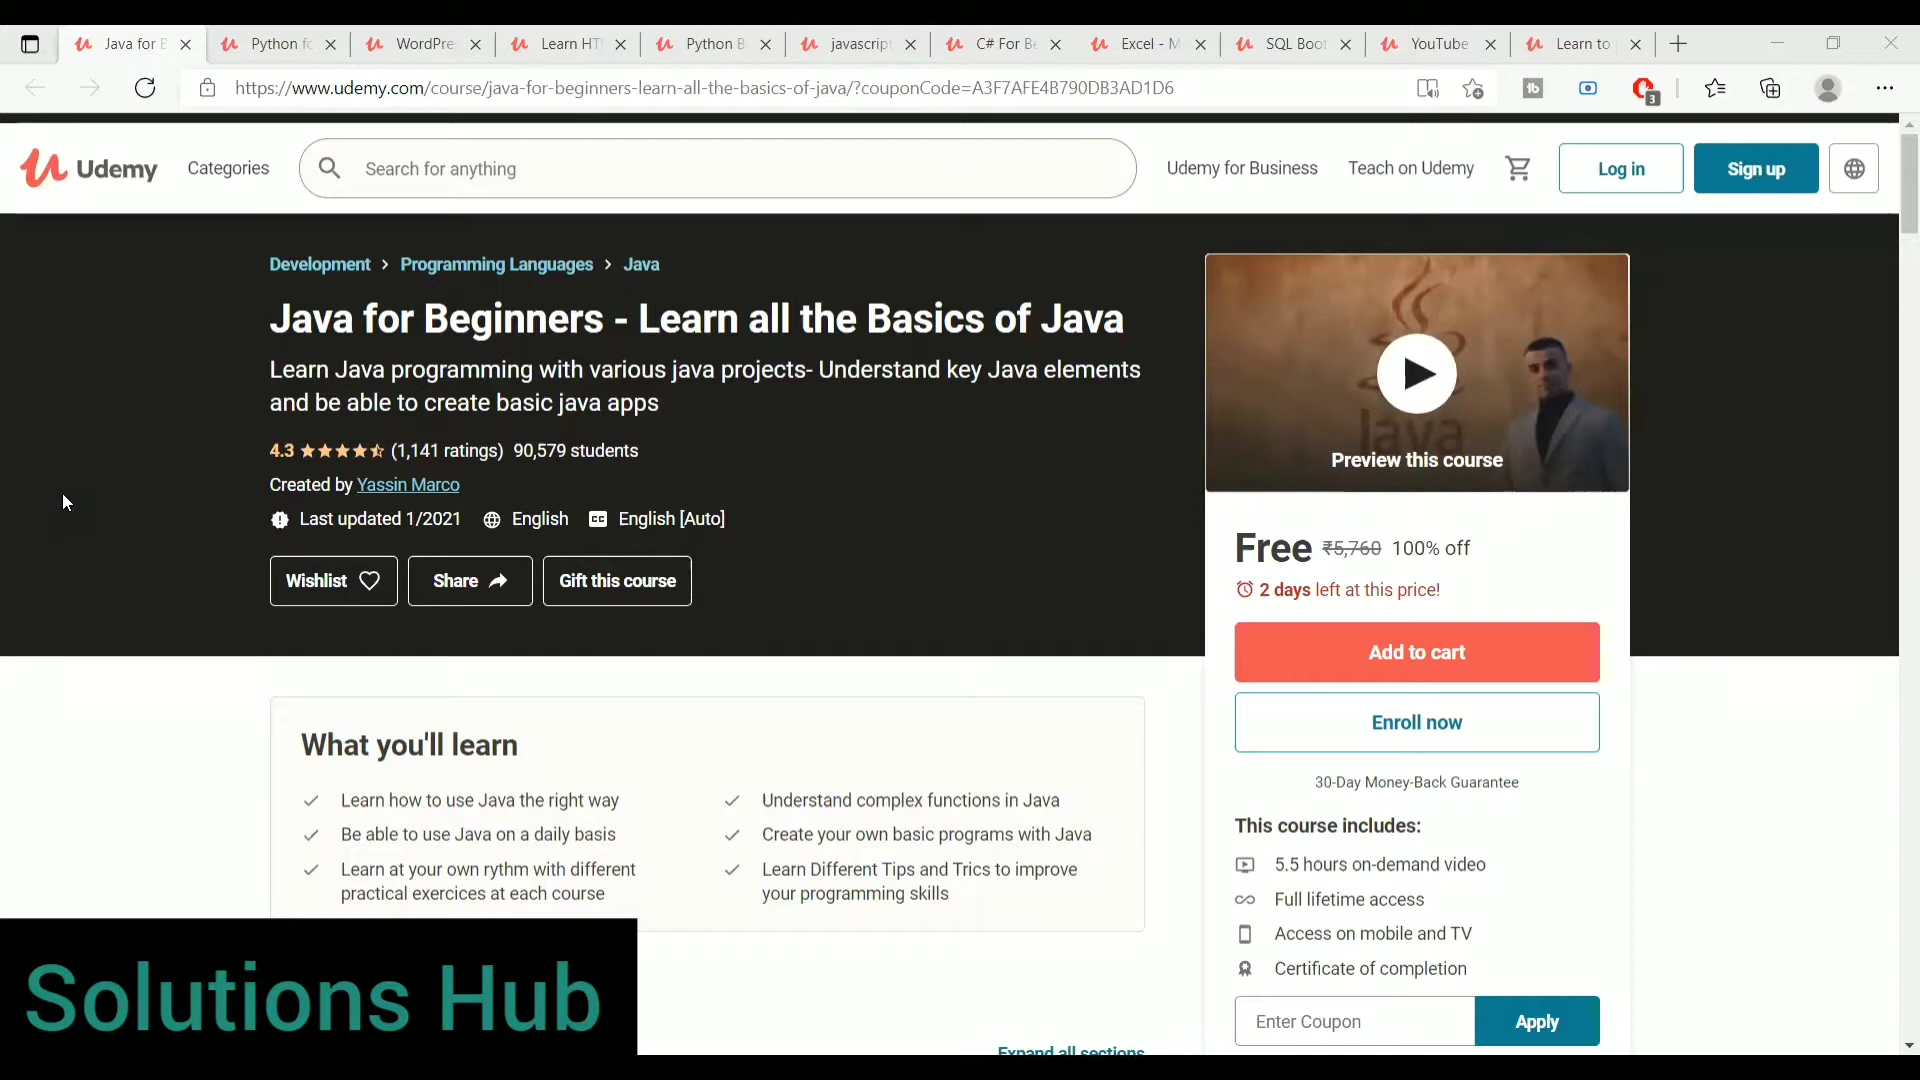 Java for B
Python fo
WordPre
Learn HT
Python B
javascrip
C# For Be
Excel - M
SQL Boot
YouTube
Learn to
https://www.udemy.com/course/java-for-beginners-learn-all-the-basics-of-java/?couponCode=A3F7AFE4B790DB3AD1D6
3
Udemy
Categories
Search for anything
Udemy for Business
Teach on Udemy
Log in
Sign up
Development > Programming Languages > Java
Java for Beginners - Learn all the Basics of Java
Learn Java programming with various java projects- Understand key Java elements
and be able to create basic java apps
4.3 (1,141 ratings) 90,579 students
Created by Yassin Marco
Last updated 1/2021 English CC English [Auto]
Wishlist
Share
Gift this course
Java
Preview this course
Free ₹5,760 100% off
2 days left at this price!
Add to cart
Enroll now
30-Day Money-Back Guarantee
This course includes:
5.5 hours on-demand video
Full lifetime access
Access on mobile and TV
Certificate of completion
Enter Coupon
Apply
What you'll learn
Learn how to use Java the right way
Be able to use Java on a daily basis
Learn at your own rythm with different
practical exercices at each course
Understand complex functions in Java
Create your own basic programs with Java
Learn Different Tips and Trics to improve
your programming skills
Expand all sections
Solutions Hub